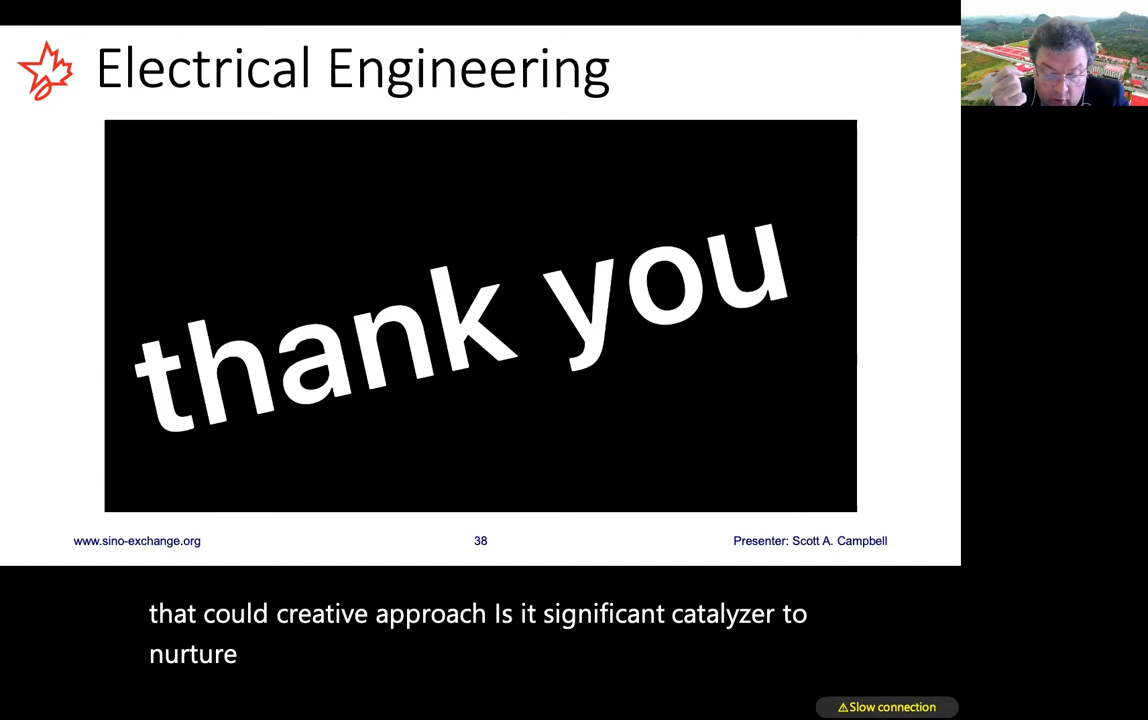 Electrical Engineering
thank you
www.sino-exchange.org
38
Presenter: Scott A. Campbell
that could creative approach Is it significant catalyzer to
nurture
⚠Slow connection